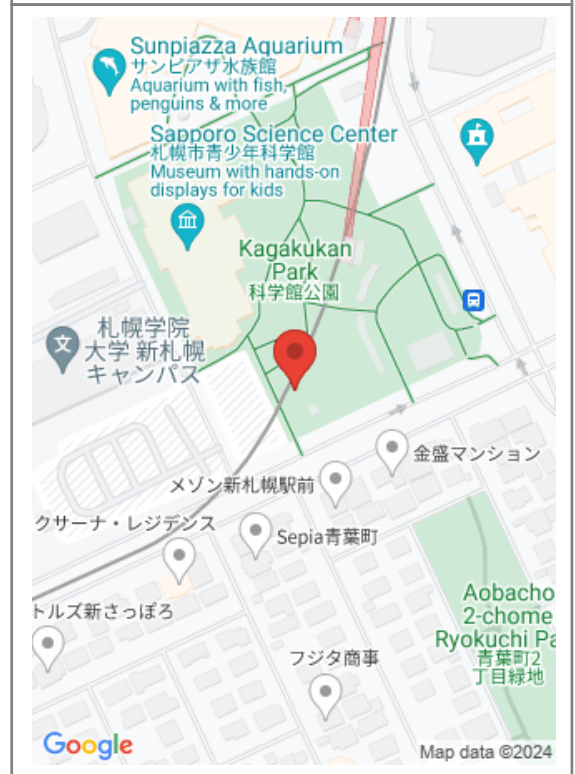 Sunpiazza Aquarium
サンピアザ水族館
Aquarium with fish,
penguins & more
Sapporo Science Center
札幌市青少年科学館
Museum with hands-on
displays for kids
Kagakukan
Park
科学館公園
札幌学院
大学 新札幌
キャンパス
文
金盛マンション
メゾン新札幌駅前
クサーナ・レジデンス
Sepia青葉町
Aobacho
2-chome
Ryokuchi Pa
青葉町2
丁目緑地
トルズ新さっぽろ
フジタ商事
Google
Map data ©2024